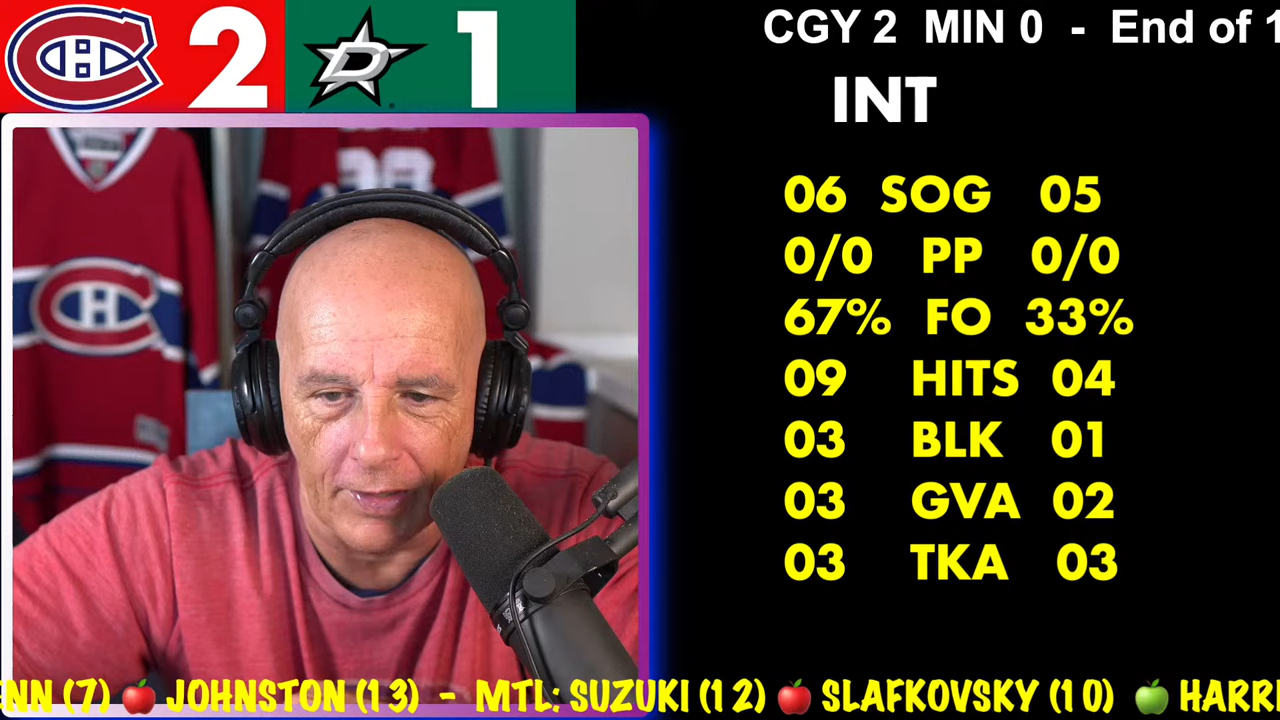 2 1
CGY 2 MIN 0 - End of 1
INT
06 SOG 05
0/0 PP 0/0
67% FO 33%
09 HITS 04
03 BLK 01
03 GVA 02
03 TKA 03
ENN (7) 🍎 JOHNSTON (13) - MTL: SUZUKI (12) 🍎 SLAFKOVSKY (10) 🍏 HARRI